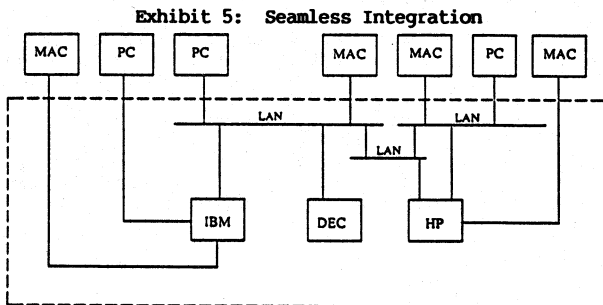 Exhibit 5: Seamless Integration
MAC PC PC MAC MAC PC MAC
LAN LAN
LAN
IBM DEC HP